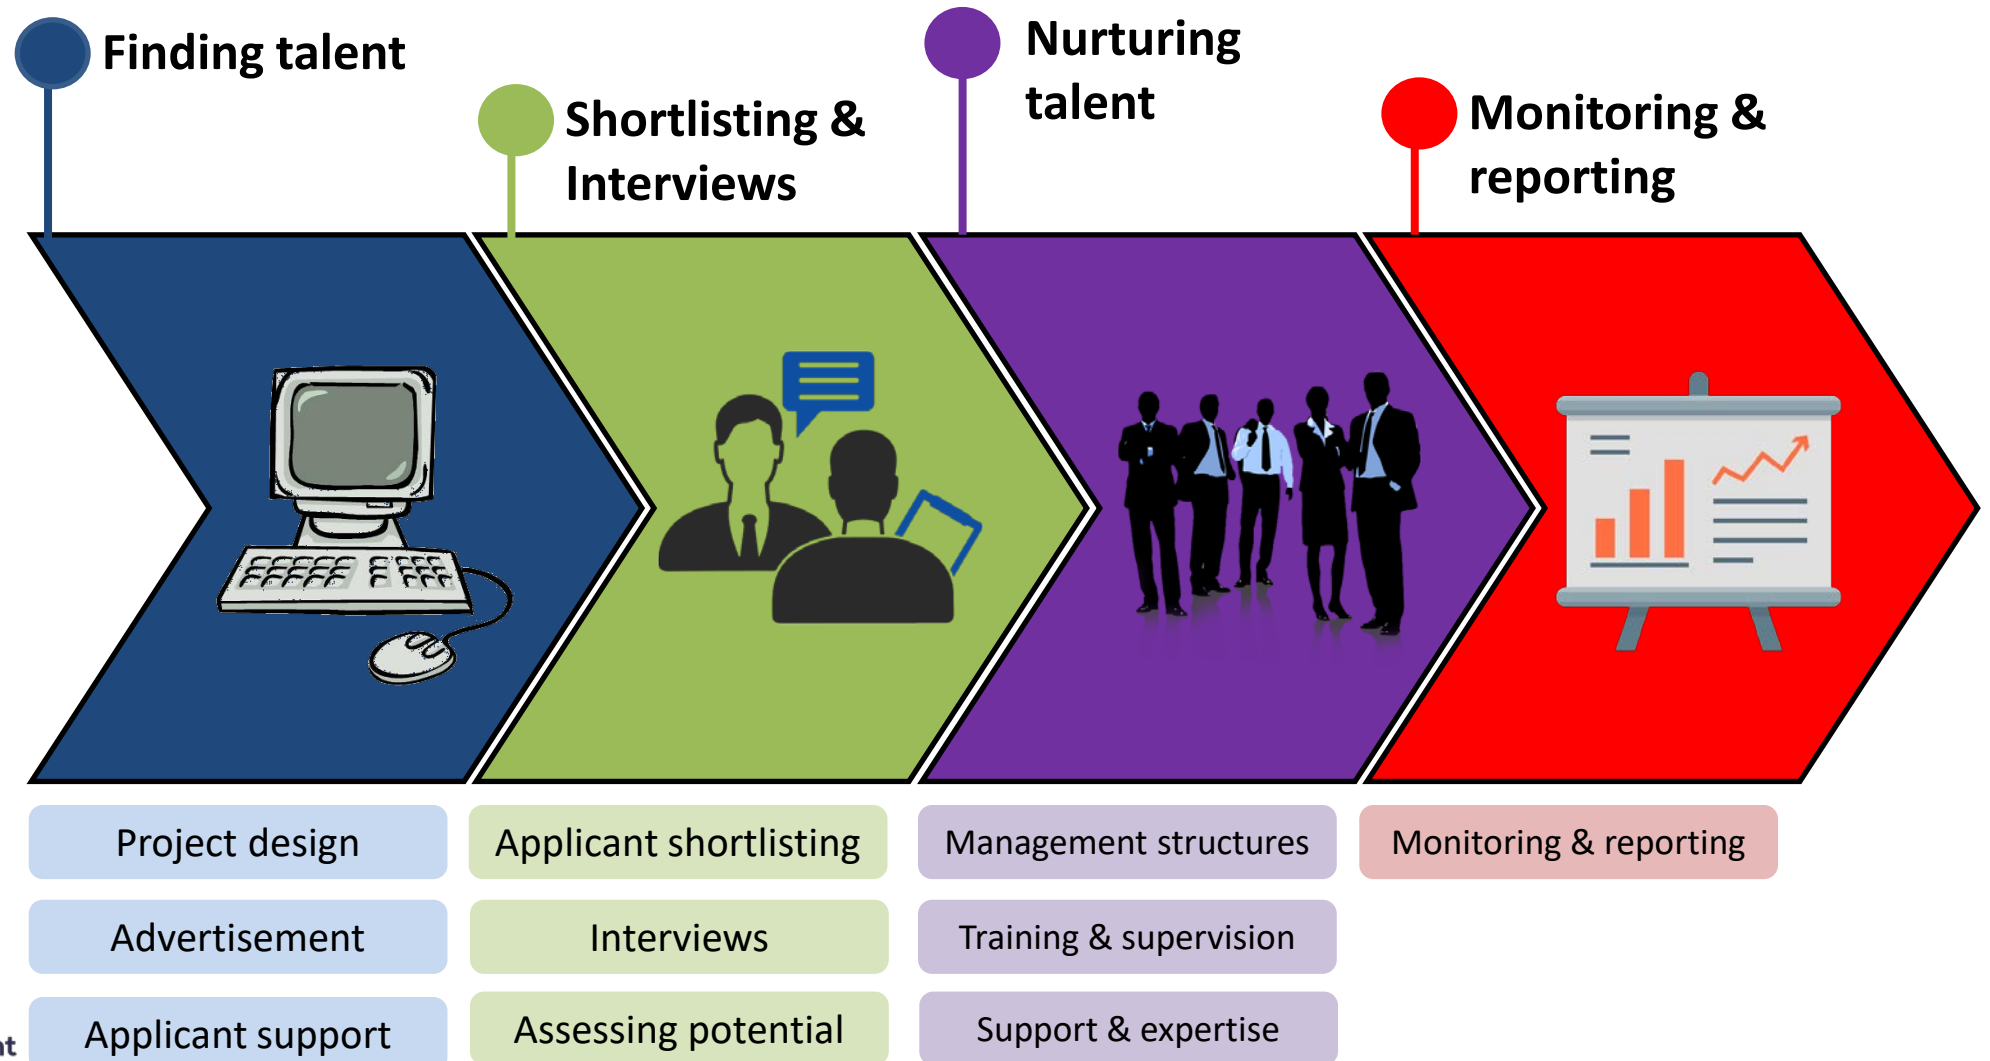 Finding talent
Shortlisting &
Interviews
Nurturing
talent
Monitoring &
reporting
Project design
Advertisement
Applicant support
Applicant shortlisting
Interviews
Assessing potential
Management structures
Training & supervision
Support & expertise
Monitoring & reporting